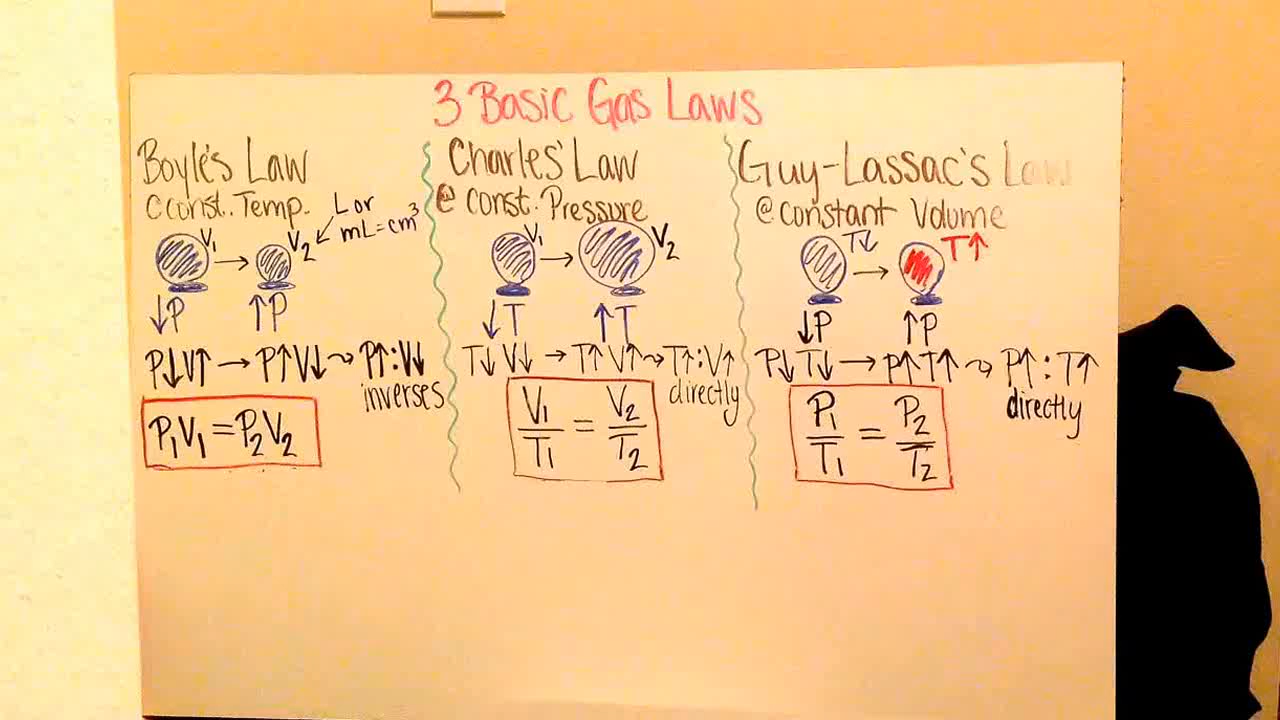 3 Basic Gas Laws
Boyle's Law
@const. Temp.
L or
mL=cm³
V₁ → V₂
↓P ↑P
P↓V↑ → P↑V↓ ⤳ P↑:V↓
inverses
P₁V₁=P₂V₂
Charles' Law
@ const. Pressure
V₁ → V₂
↓T ↑T
T↓ V↓ → T↑ V↑ ⤳ T↑:V↑
directly
V₁/T₁ = V₂/T₂
Guy-Lassac's Law
@constant Volume
T↓ → T↑
↓P ↑P
P↓ T↓ → P↑T↑ ⤳ P↑:T↑
directly
P₁/T₁ = P₂/T₂